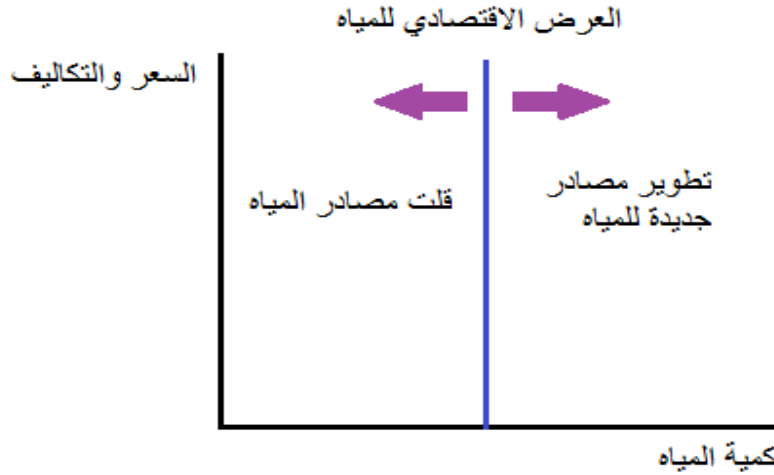 العرض الاقتصادي للمياه
السعر والتكاليف
تطوير مصادر
جديدة للمياه
قلت مصادر المياه
كمية المياه